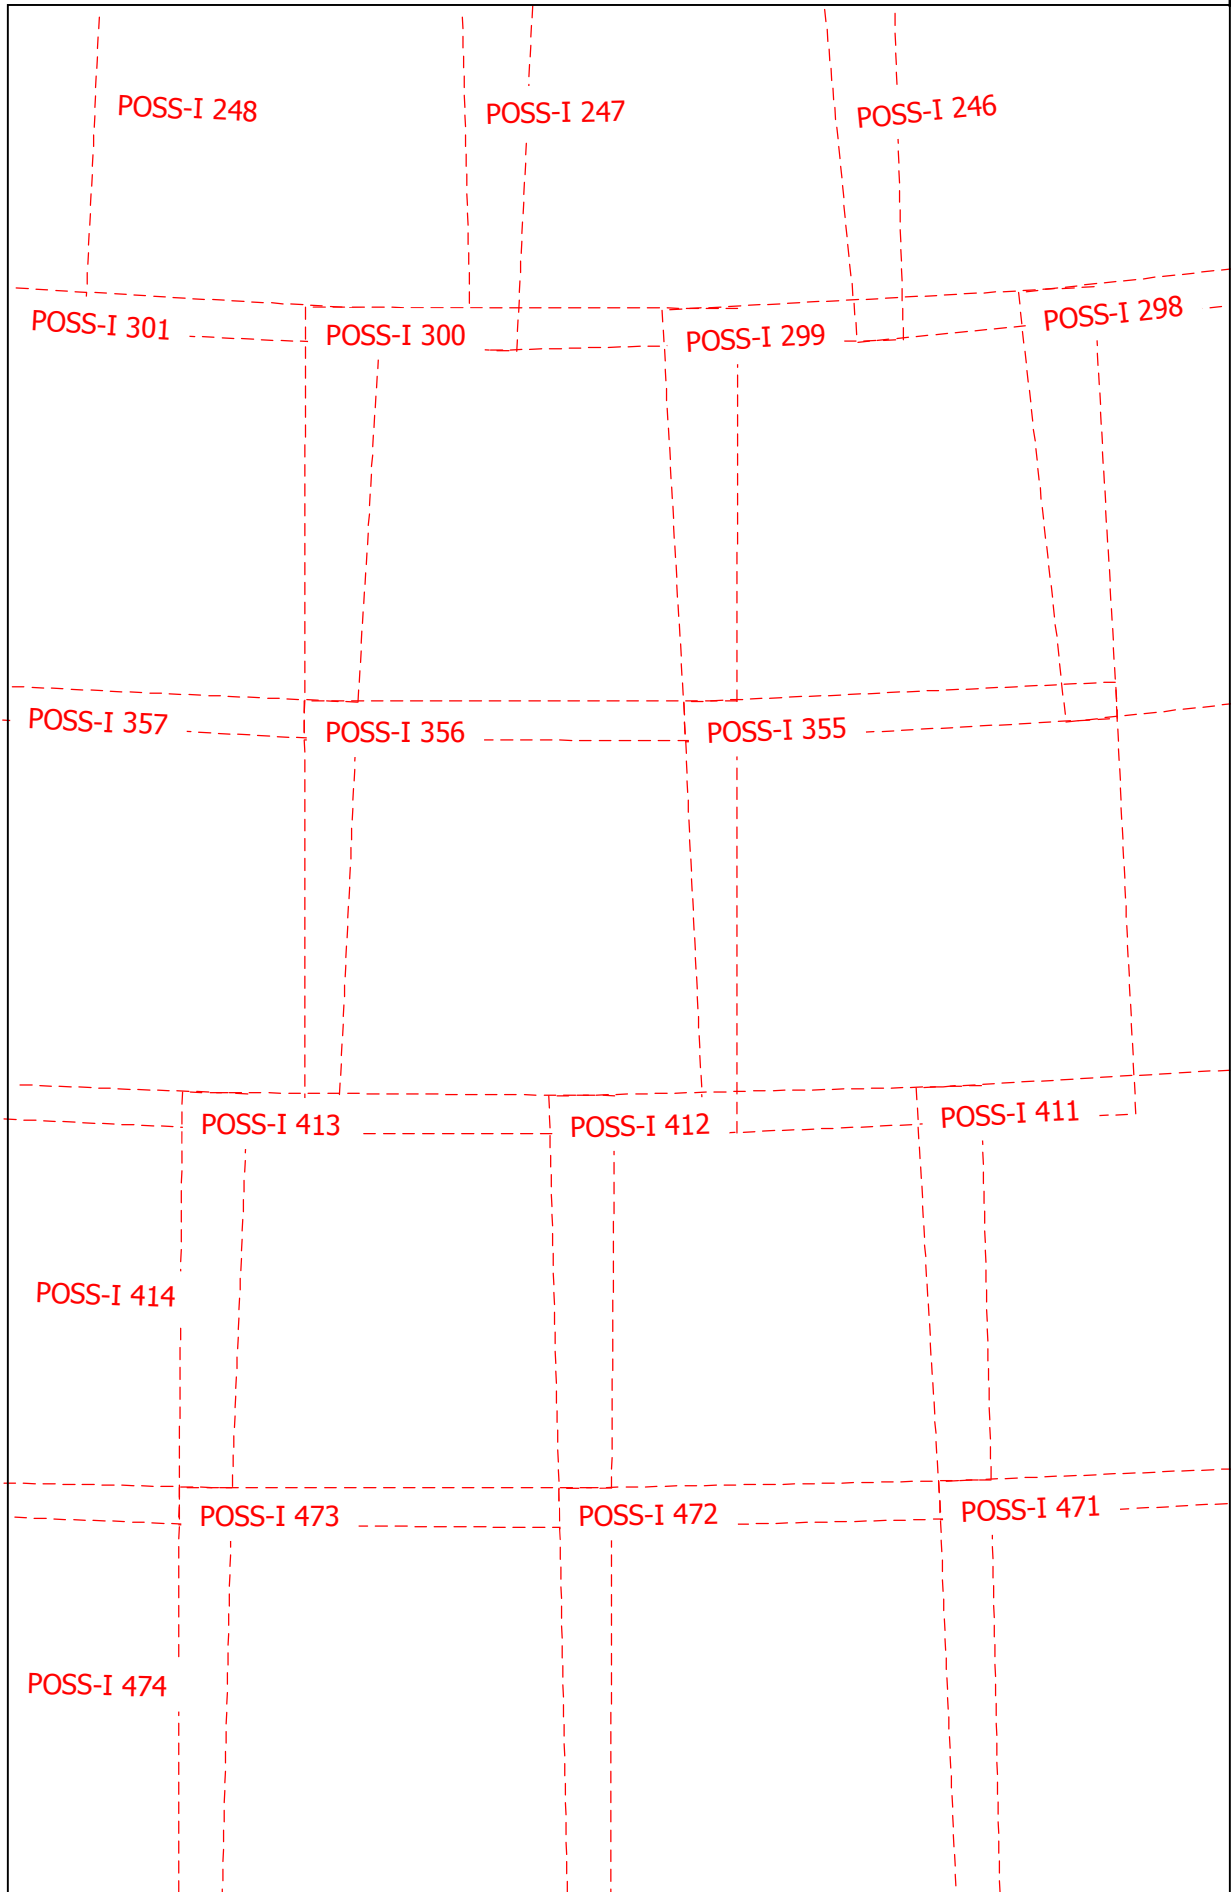 POSS-I 248
POSS-I 247
POSS-I 246
POSS-I 301
POSS-I 300
POSS-I 299
POSS-I 298
POSS-I 357
POSS-I 356
POSS-I 355
POSS-I 413
POSS-I 412
POSS-I 411
POSS-I 414
POSS-I 473
POSS-I 472
POSS-I 471
POSS-I 474